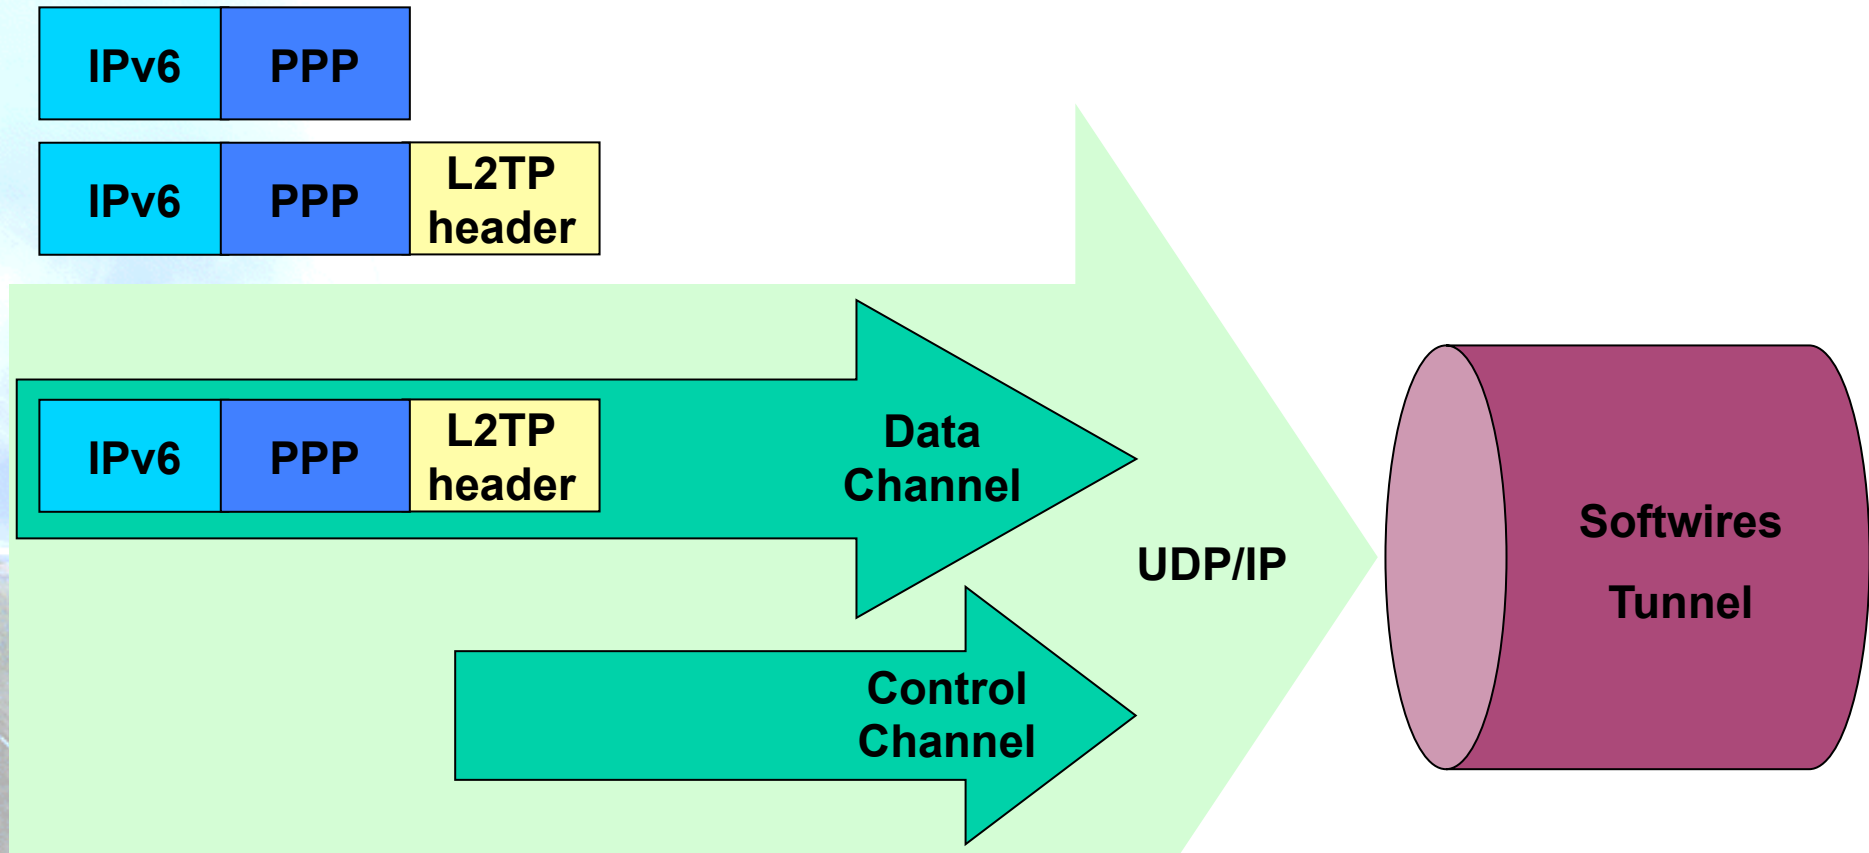 IPv6 PPP
IPv6 PPP L2TP
header
IPv6 PPP L2TP
header
Data
Channel
UDP/IP
Control
Channel
Softwires
Tunnel